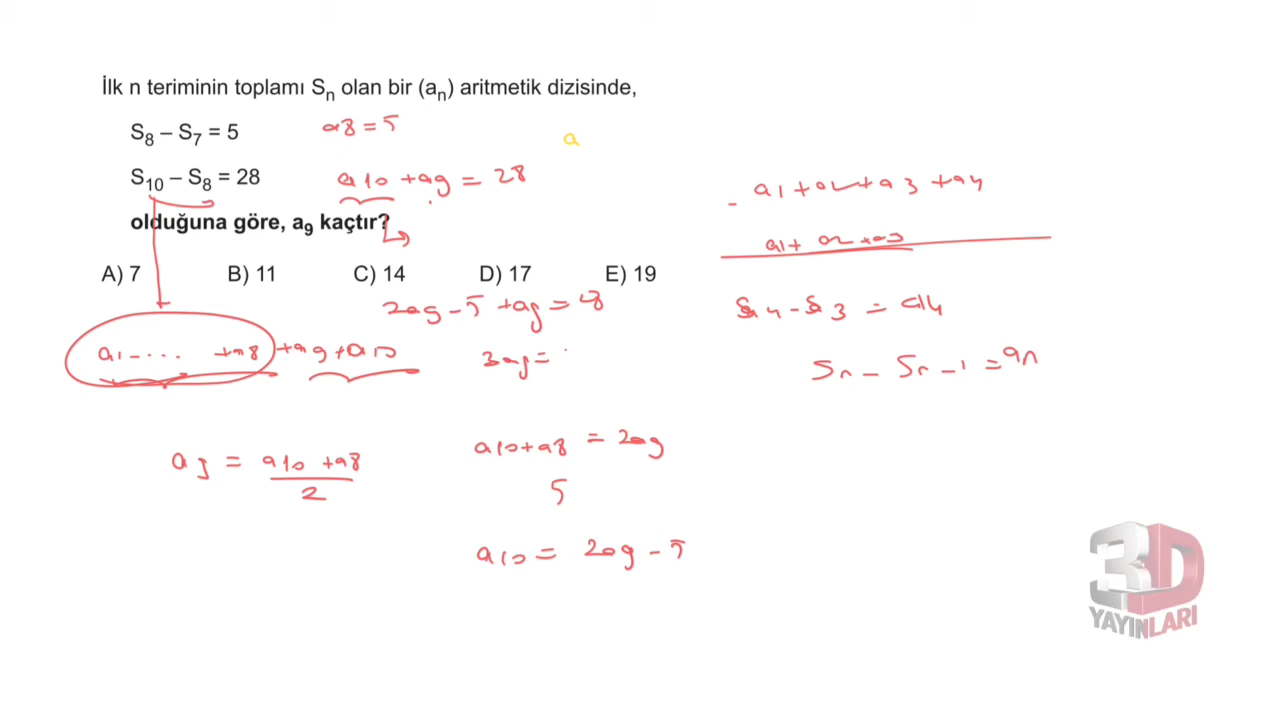 İlk n teriminin toplamı Sn olan bir (an) aritmetik dizisinde,
S8 – S7 = 5
a8 = 5
a
S10 – S8 = 28
a10 + a9 = 28
olduğuna göre, a9 kaçtır?
A) 7 B) 11 C) 14 D) 17 E) 19
2a9 - 5 + a9 = 28
3a9 =
a1 - ... +a8 + a9 + a10
a9 = a10 + a8
2
a10 + a8 = 2a9
5
a10 = 2a9 - 5
- a1 + a2 + a3 + a4
a1 + a2 + a3
S4 - S3 = a4
Sn - Sn-1 = an
3D
YAYINLARI